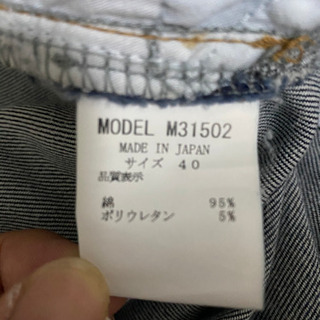 MODEL M31502
MADE IN JAPAN
サイズ 40
品質表示
綿 95%
ポリウレタン 5%